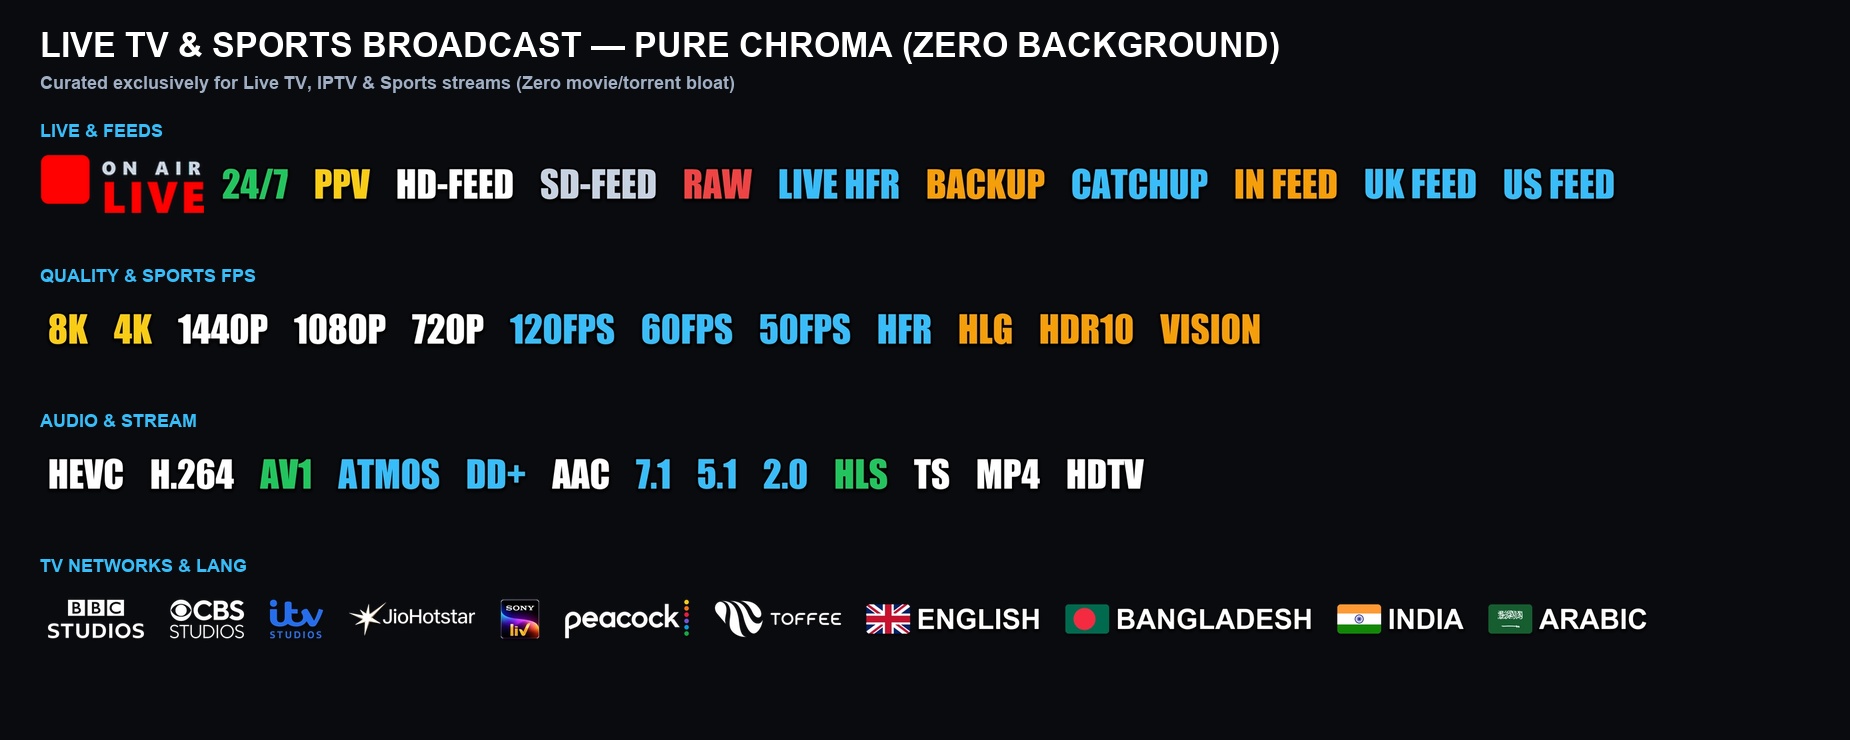 LIVE TV & SPORTS BROADCAST — PURE CHROMA (ZERO BACKGROUND)
Curated exclusively for Live TV, IPTV & Sports streams (Zero movie/torrent bloat)
LIVE & FEEDS
ON AIR
LIVE 24/7 PPV HD-FEED SD-FEED RAW LIVE HFR BACKUP CATCHUP IN FEED UK FEED US FEED
QUALITY & SPORTS FPS
8K 4K 1440P 1080P 720P 120FPS 60FPS 50FPS HFR HLG HDR10 VISION
AUDIO & STREAM
HEVC H.264 AV1 ATMOS DD+ AAC 7.1 5.1 2.0 HLS TS MP4 HDTV
TV NETWORKS & LANG
BBC STUDIOS CBS STUDIOS itv STUDIOS JioHotstar SONY liv peacock TOFFEE ENGLISH BANGLADESH INDIA ARABIC